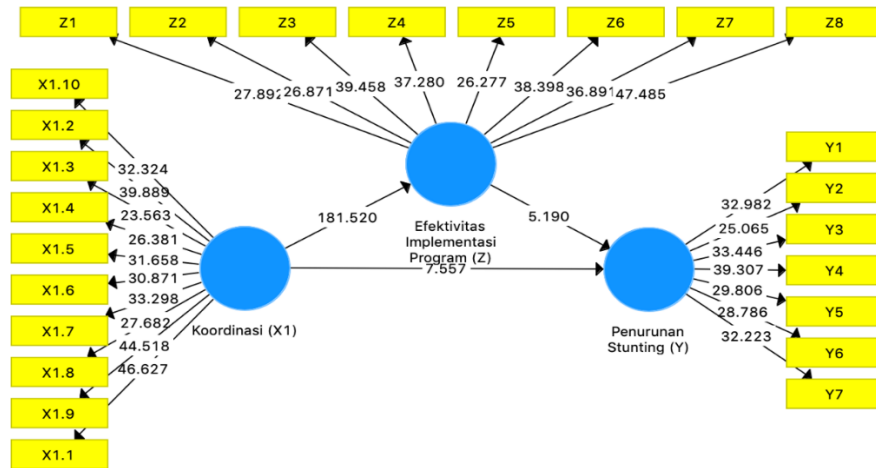 Z1
Z2
Z3
Z4
Z5
Z6
Z7
Z8
27.892
26.871
39.458
37.280
26.277
38.398
36.891
47.485
X1.10
X1.2
X1.3
X1.4
X1.5
X1.6
X1.7
X1.8
X1.9
X1.1
32.324
39.889
23.563
26.381
31.658
30.871
33.298
27.682
44.518
46.627
Koordinasi (X1)
181.520
Efektivitas
Implementasi
Program (Z)
5.190
7.557
Penurunan
Stunting (Y)
32.982
25.065
33.446
39.307
29.806
28.786
32.223
Y1
Y2
Y3
Y4
Y5
Y6
Y7